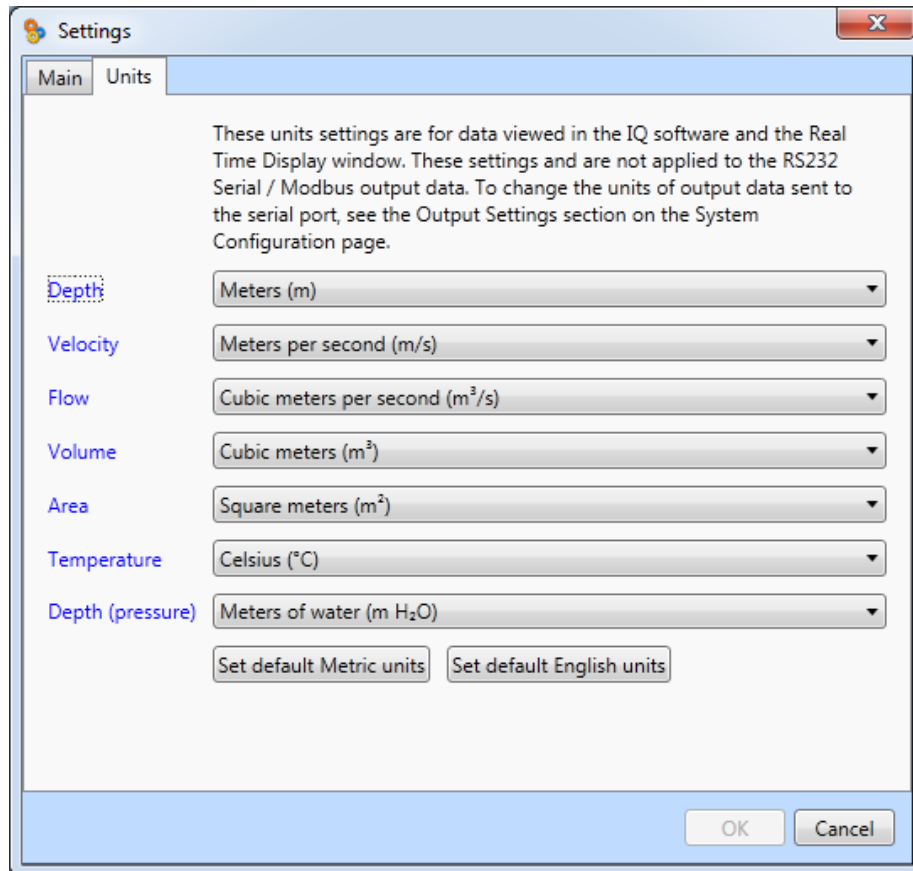 Settings
Main Units
These units settings are for data viewed in the IQ software and the Real
Time Display window. These settings and are not applied to the RS232
Serial / Modbus output data. To change the units of output data sent to
the serial port, see the Output Settings section on the System
Configuration page.
Depth Meters (m)
Velocity Meters per second (m/s)
Flow Cubic meters per second (m³/s)
Volume Cubic meters (m³)
Area Square meters (m²)
Temperature Celsius (°C)
Depth (pressure) Meters of water (m H₂O)
Set default Metric units Set default English units
OK Cancel